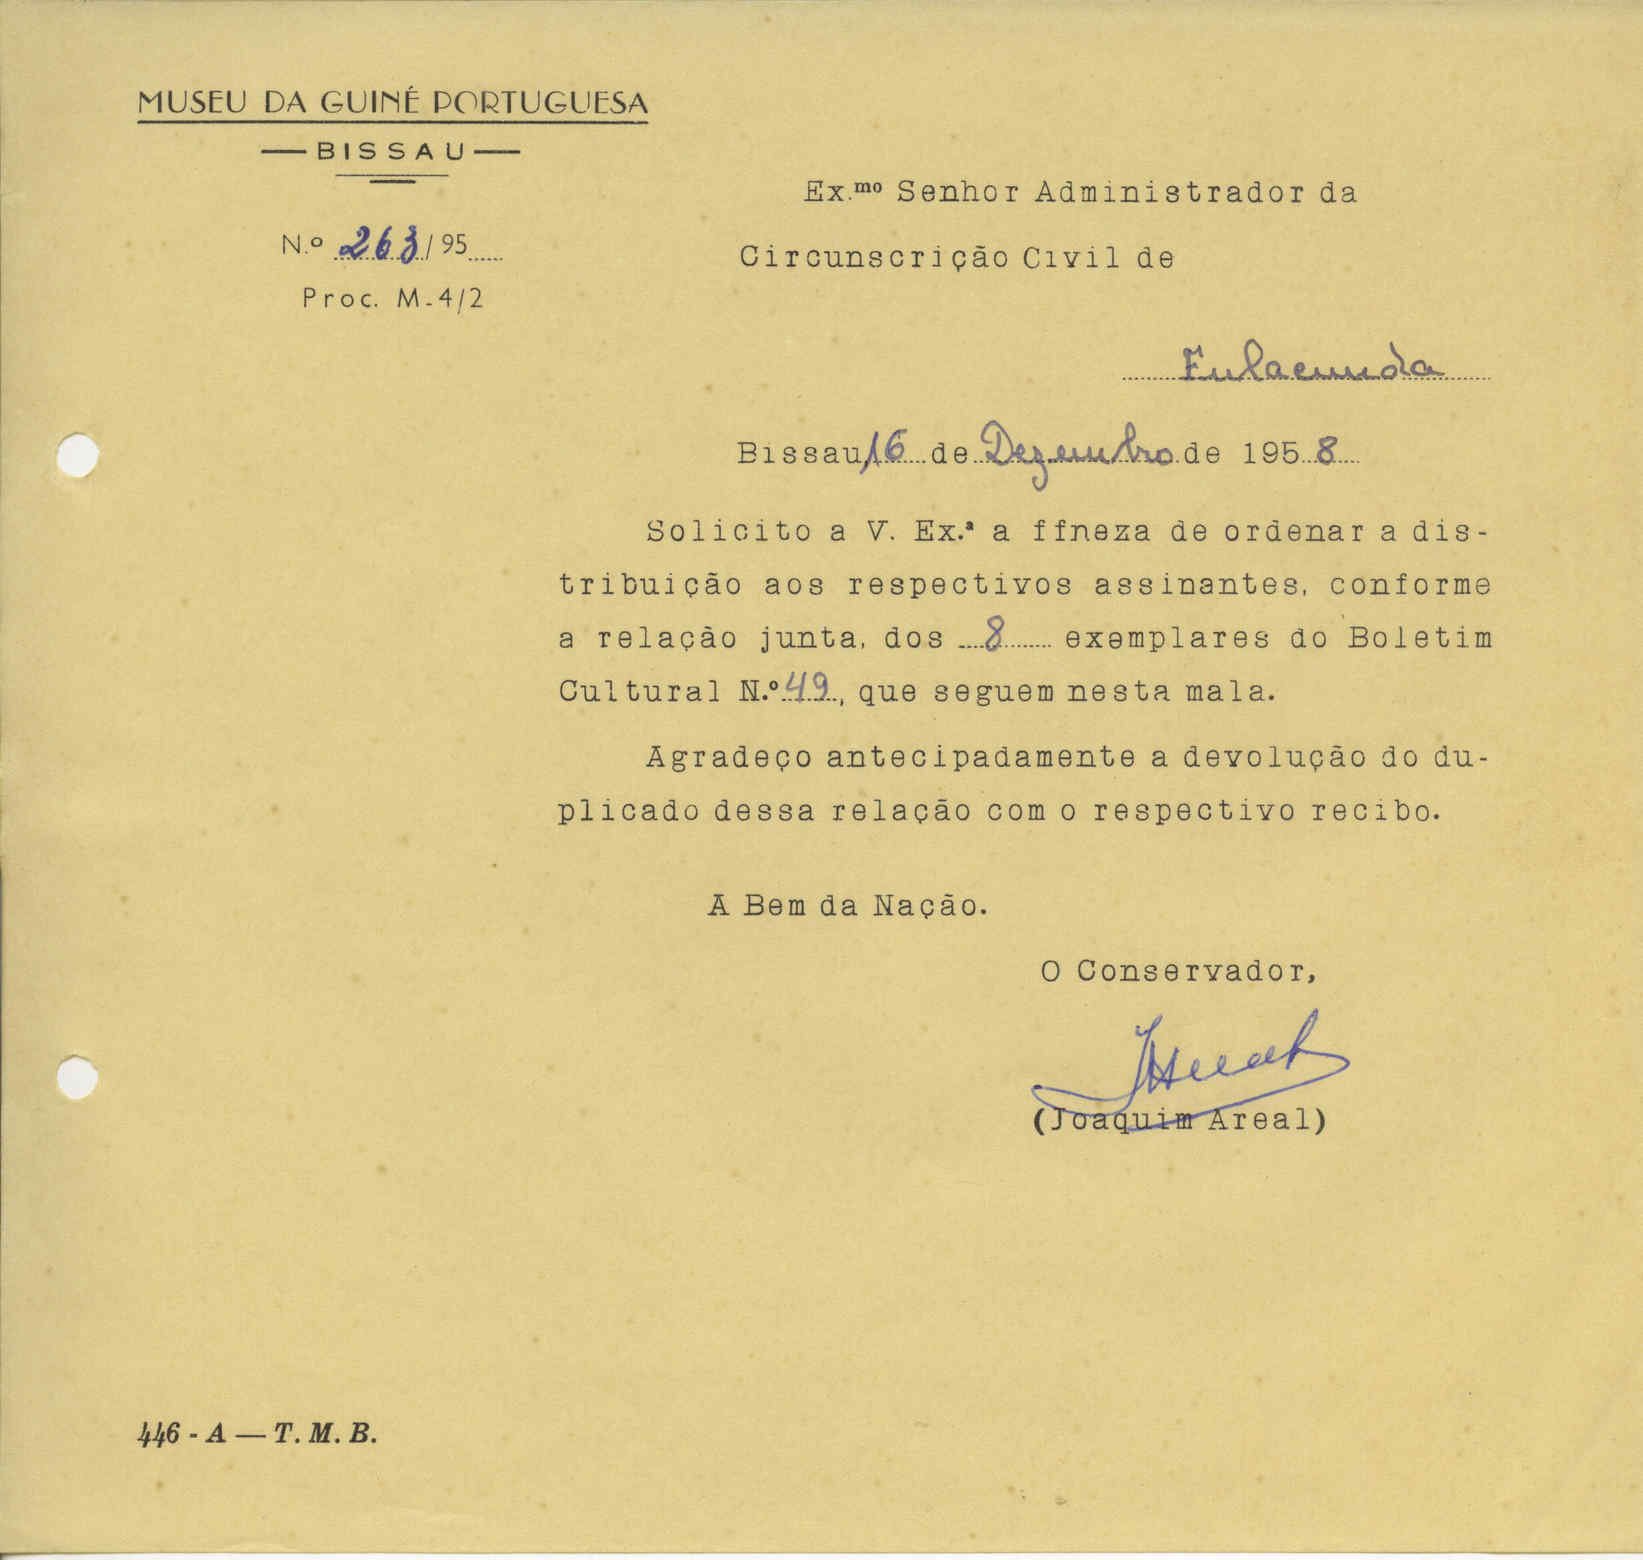 MUSEU DA GUINÉ PORTUGUESA
— BISSAU —
N.º 263/95
Proc. M-4/2
Ex.mo Senhor Administrador da
Circunscrição Civil de
Fulacunda
Bissau, 16 de Dezembro de 1958
Solicito a V. Ex.ª a ffneza de ordenar a dis-
tribuição aos respectivos assinantes, conforme
a relação junta, dos 8 exemplares do Boletim
Cultural N.º 49, que seguem nesta mala.
Agradeço antecipadamente a devolução do du-
plicado dessa relação com o respectivo recibo.
A Bem da Nação.
O Conservador,
(Joaquim Areal)
446 - A — T. M. B.